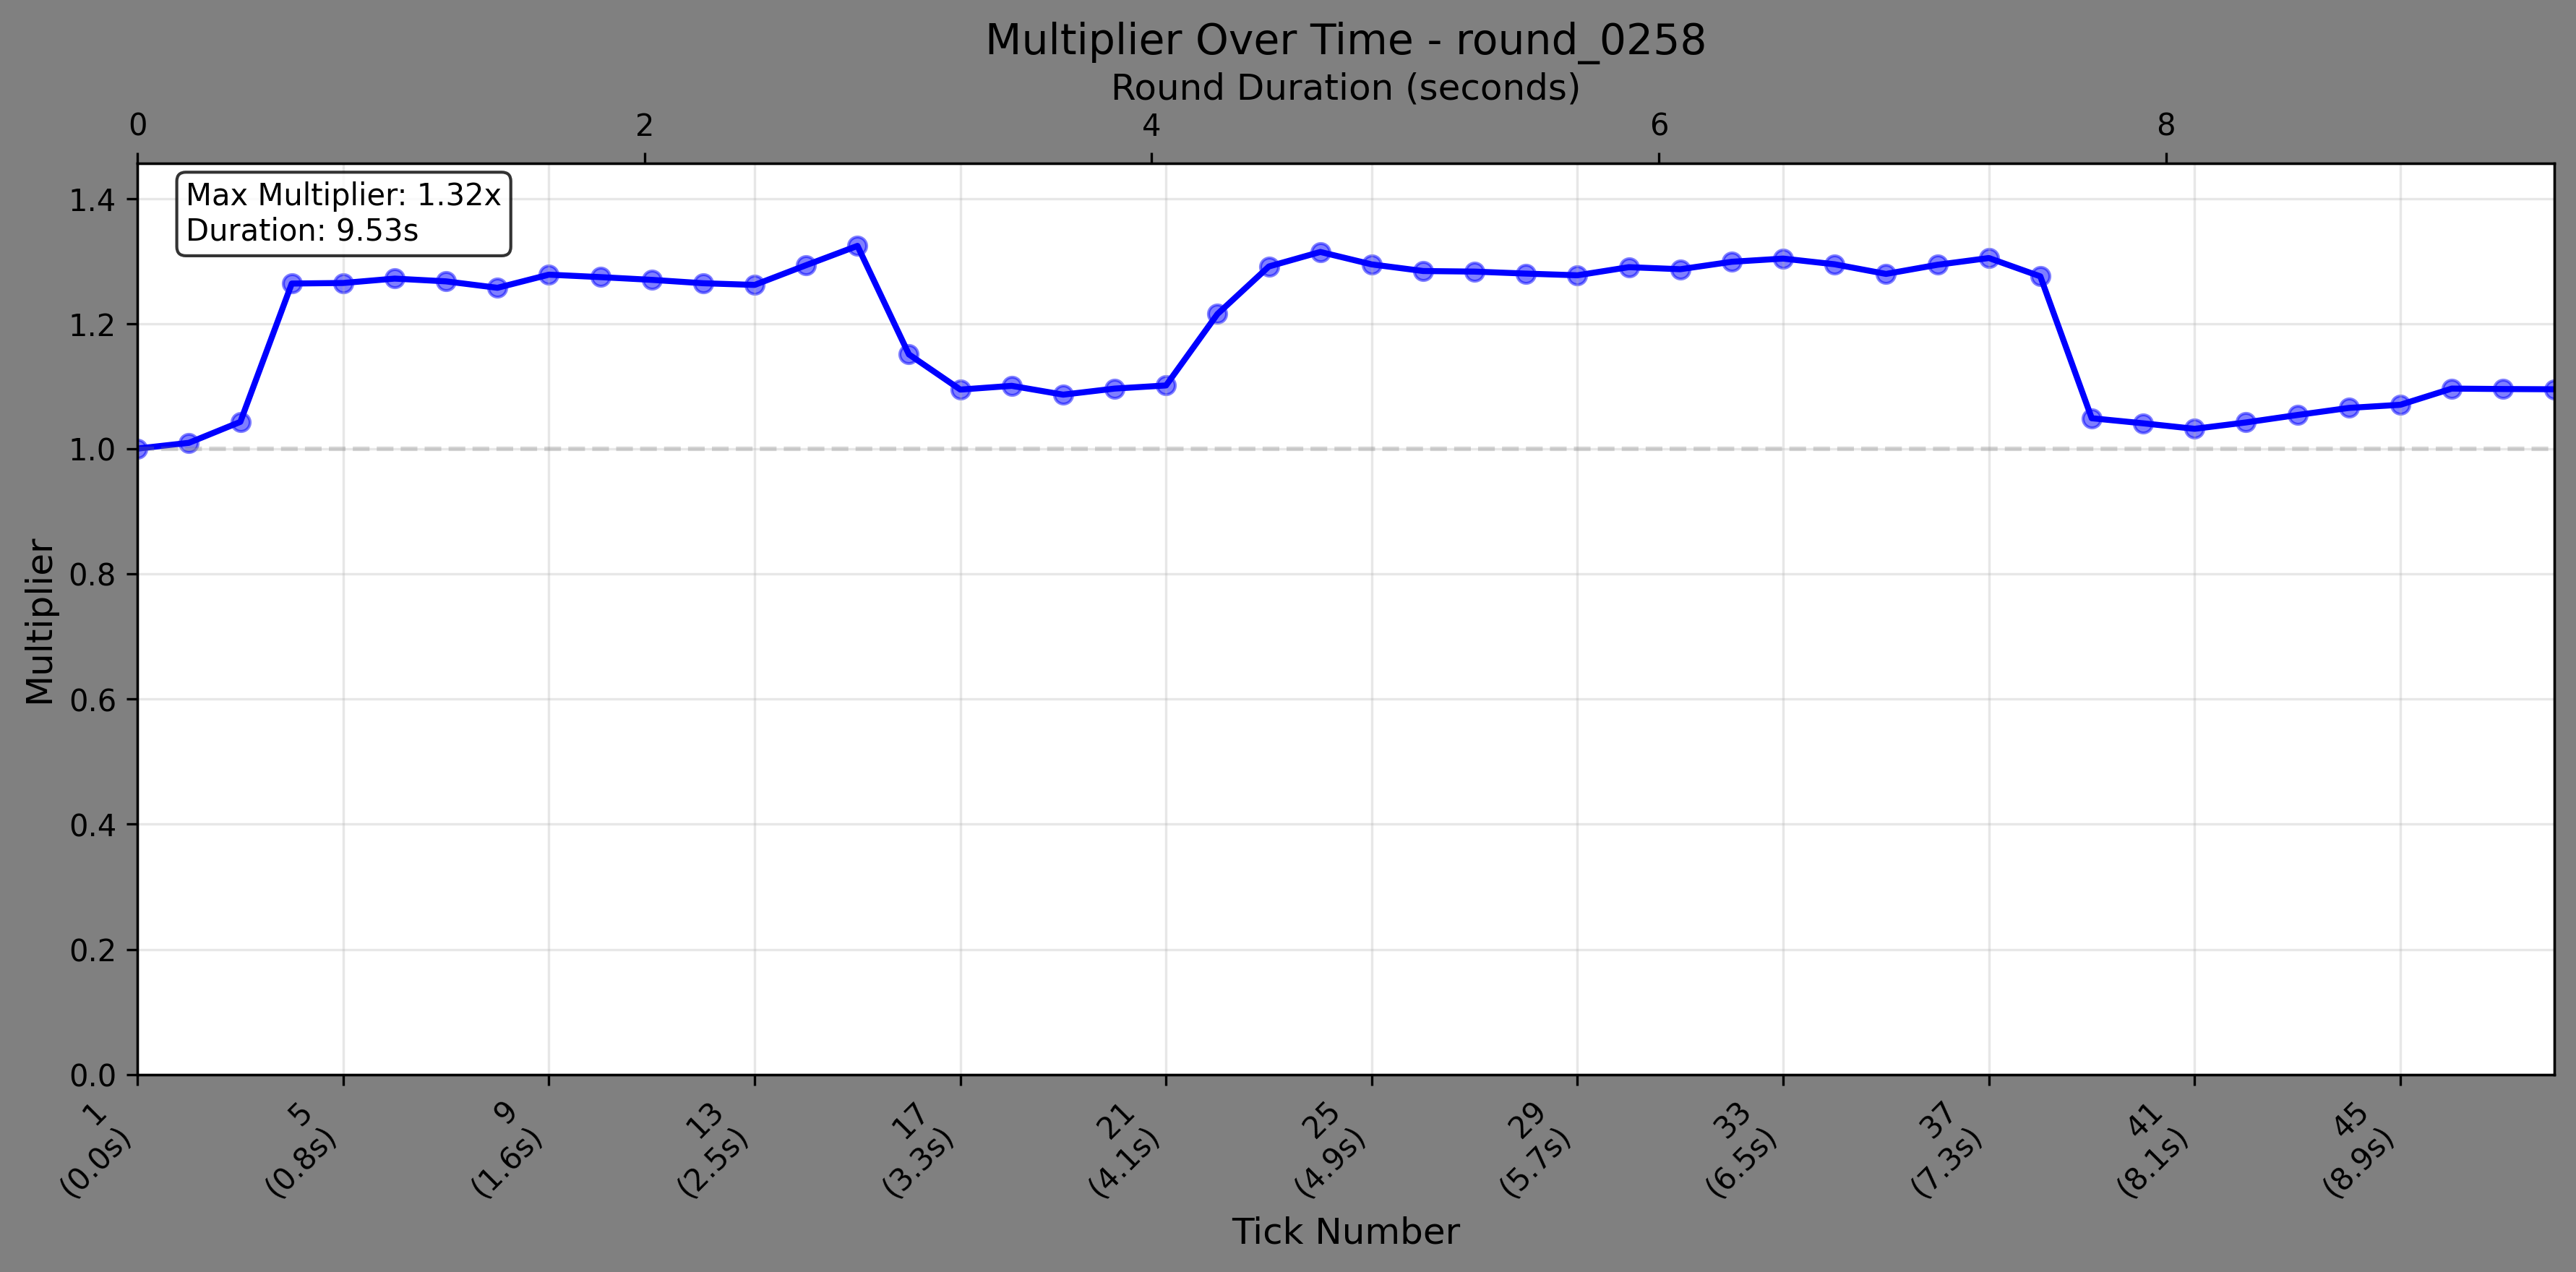 Multiplier Over Time - round_0258
Round Duration (seconds)
0 2 4 6 8
Max Multiplier: 1.32x
Duration: 9.53s
Multiplier
1.4
1.2
1.0
0.8
0.6
0.4
0.2
0.0
1
(0.0s)
5
(0.8s)
9
(1.6s)
13
(2.5s)
17
(3.3s)
21
(4.1s)
25
(4.9s)
29
(5.7s)
33
(6.5s)
37
(7.3s)
41
(8.1s)
45
(8.9s)
Tick Number